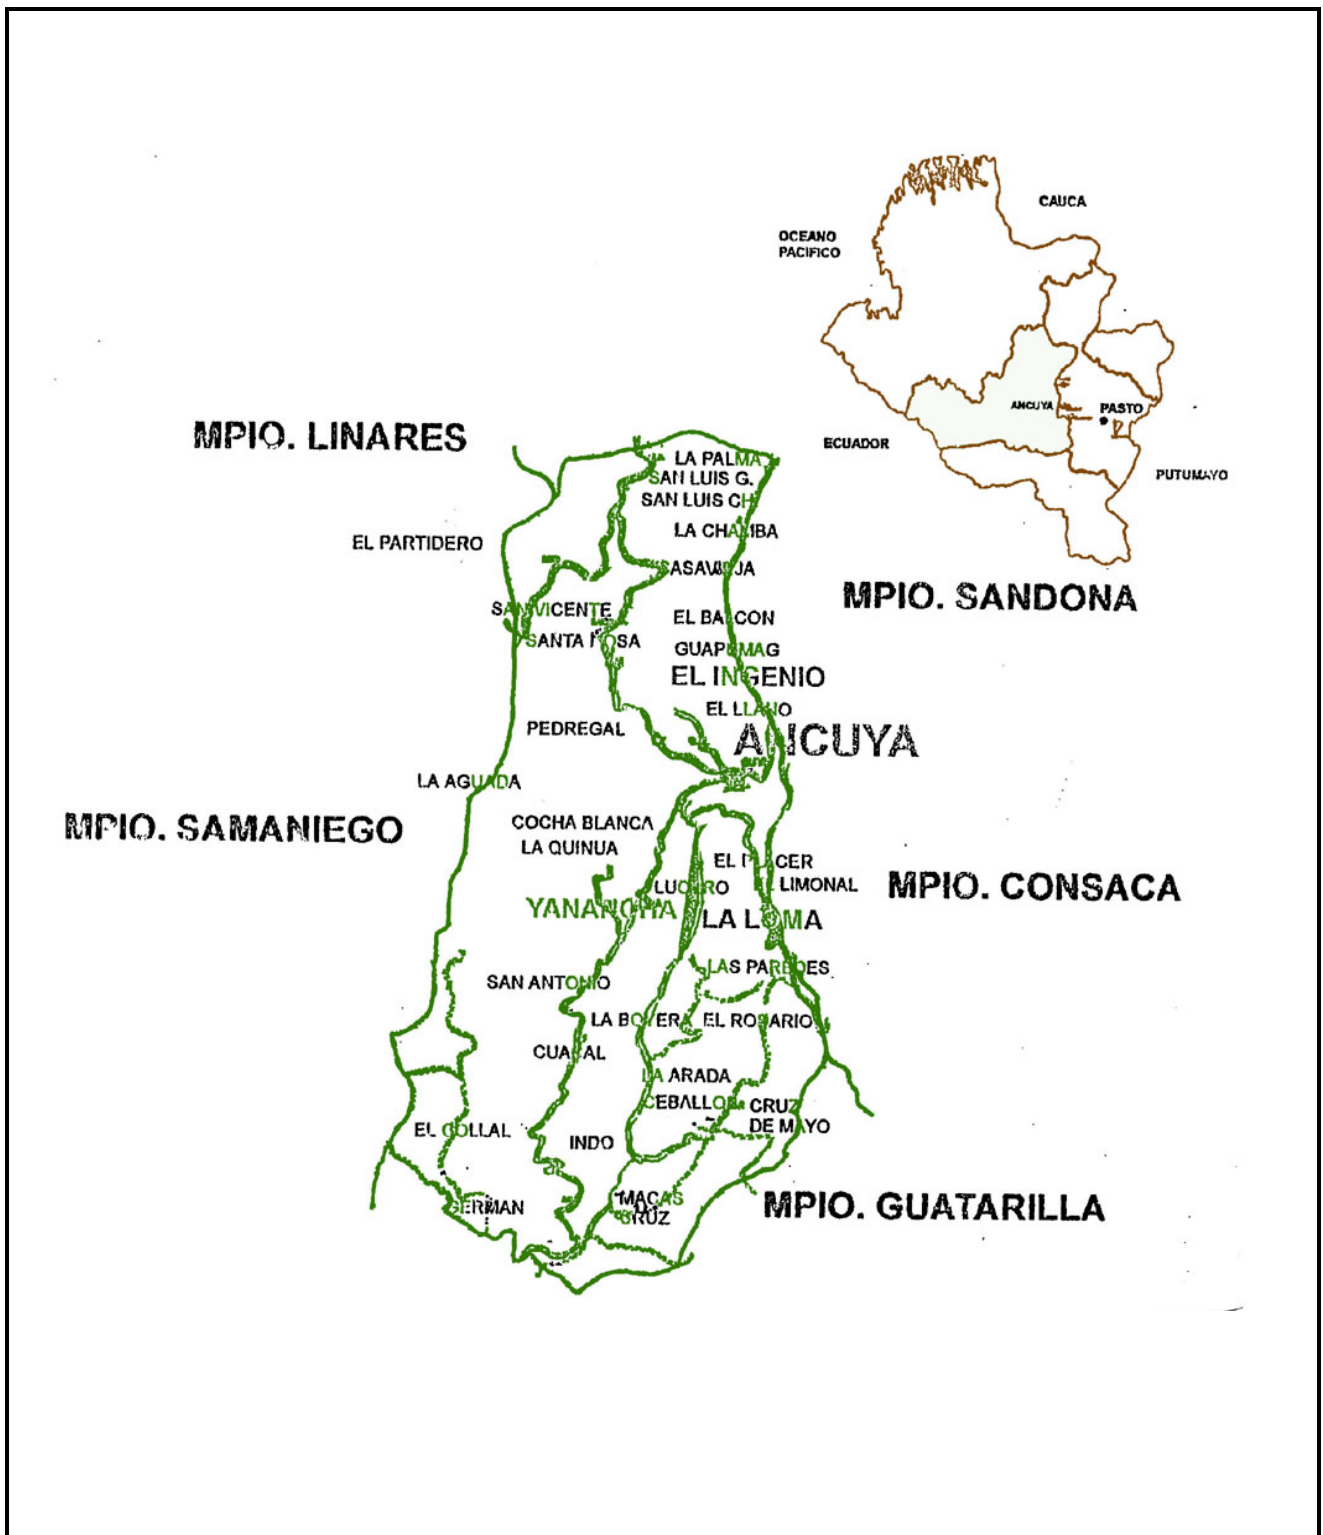 CAUCA
OCEANO
PACIFICO
ANCUYA
PASTO
ECUADOR
PUTUMAYO
MPIO. LINARES
LA PALMA
SAN LUIS G.
SAN LUIS CH
LA CHAMBA
EL PARTIDERO
CASAVIEJA
MPIO. SANDONA
SAN VICENTE
EL BALCON
SANTA ROSA
GUAPUMAG
EL INGENIO
EL LLANO
PEDREGAL
ANCUYA
LA AGUADA
MPIO. SAMANIEGO
COCHA BLANCA
LA QUINUA
EL PLACER
LUCERO
EL LIMONAL
MPIO. CONSACA
YANANCHA
LA LOMA
LAS PAREDES
SAN ANTONIO
LA BOYERA
EL ROSARIO
CUARAL
LA ARADA
CEBALLOS
CRUZ
DE MAYO
EL COLLAL
INDO
MACAS
CRUZ
GERMAN
MPIO. GUATARILLA